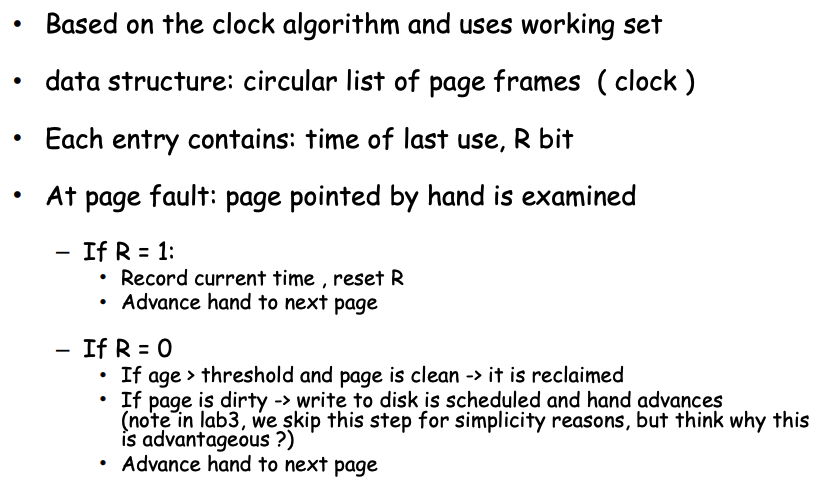 • Based on the clock algorithm and uses working set
• data structure: circular list of page frames ( clock )
• Each entry contains: time of last use, R bit
• At page fault: page pointed by hand is examined
– If R = 1:
• Record current time , reset R
• Advance hand to next page
– If R = 0
• If age > threshold and page is clean -> it is reclaimed
• If page is dirty -> write to disk is scheduled and hand advances
(note in lab3, we skip this step for simplicity reasons, but think why this
is advantageous ?)
• Advance hand to next page